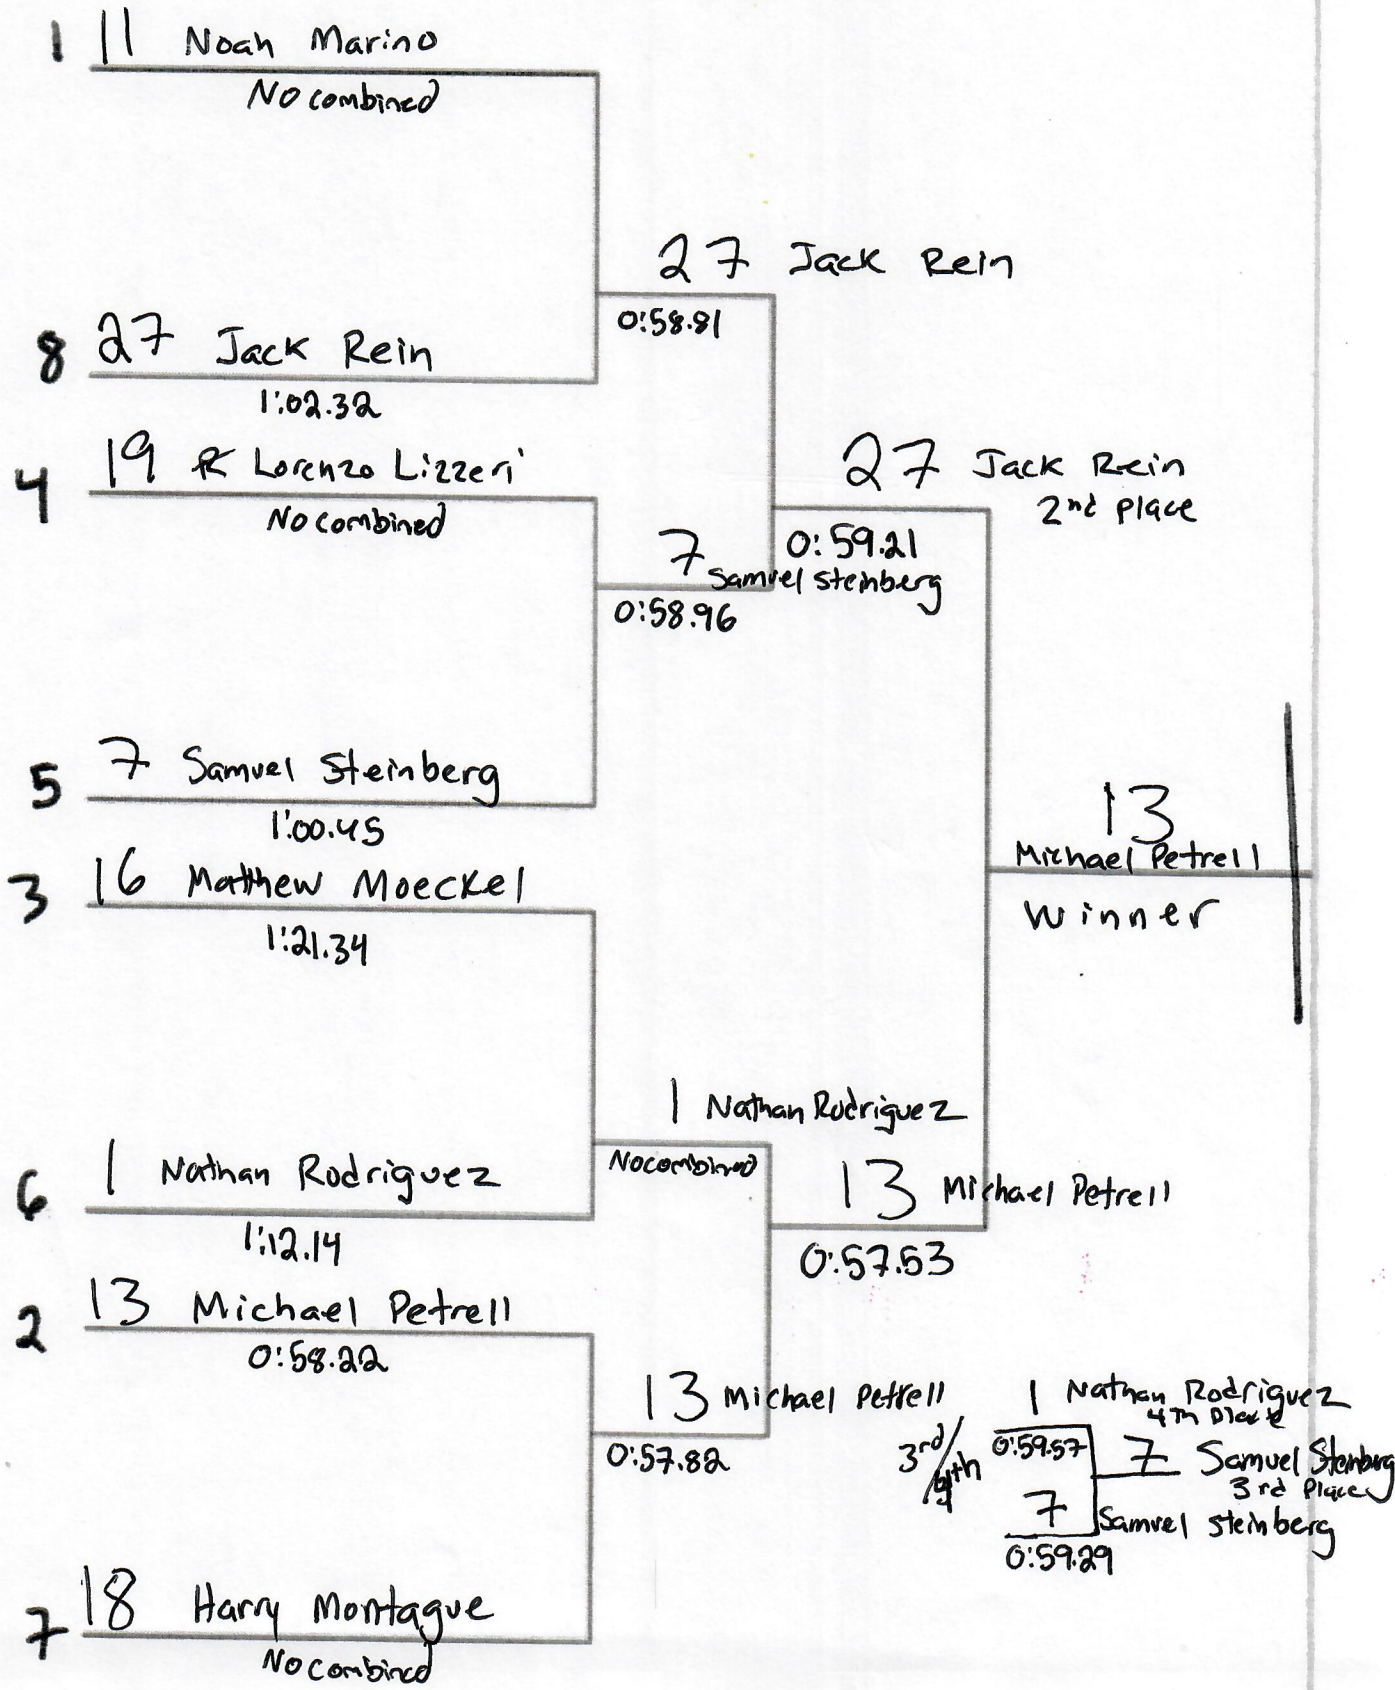 1 11 Noah Marino
No combined
27 Jack Rein
0:58.81
8 27 Jack Rein
1:02.32
4 19 Lorenzo Lizzeri
No combined
27 Jack Rein
2nd place
0:59.21
7 Samuel Steinberg
0:58.96
5 7 Samuel Steinberg
1:00.45
3 16 Matthew Moeckel
1:21.34
13
Michael Petrell
Winner
1 Nathan Rodriguez
No combined
6 1 Nathan Rodriguez
1:12.14
13 Michael Petrell
0:57.53
2 13 Michael Petrell
0:58.22
13 Michael Petrell
0:57.82
3rd/4th
1 Nathan Rodriguez
4th Place
0:59.57
7 Samuel Steinberg
3rd Place
7 Samuel Steinberg
0:59.29
7 18 Harry Montague
No combined